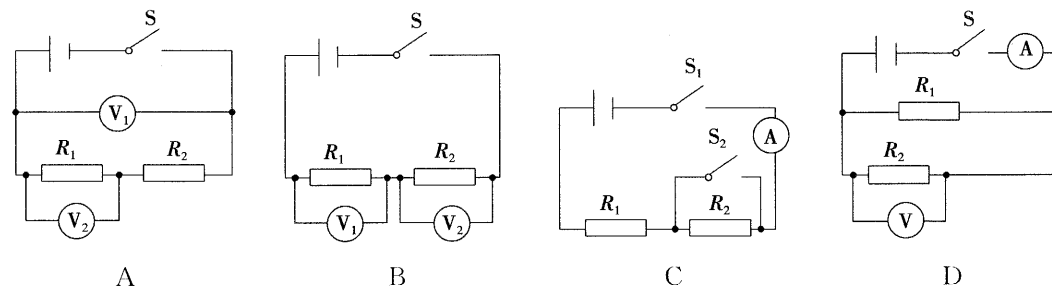 S
V₁
R₁ R₂
V₂
A
S
R₁ R₂
V₁ V₂
B
S₁
A
S₂
R₁ R₂
C
S
A
R₁
R₂
V
D